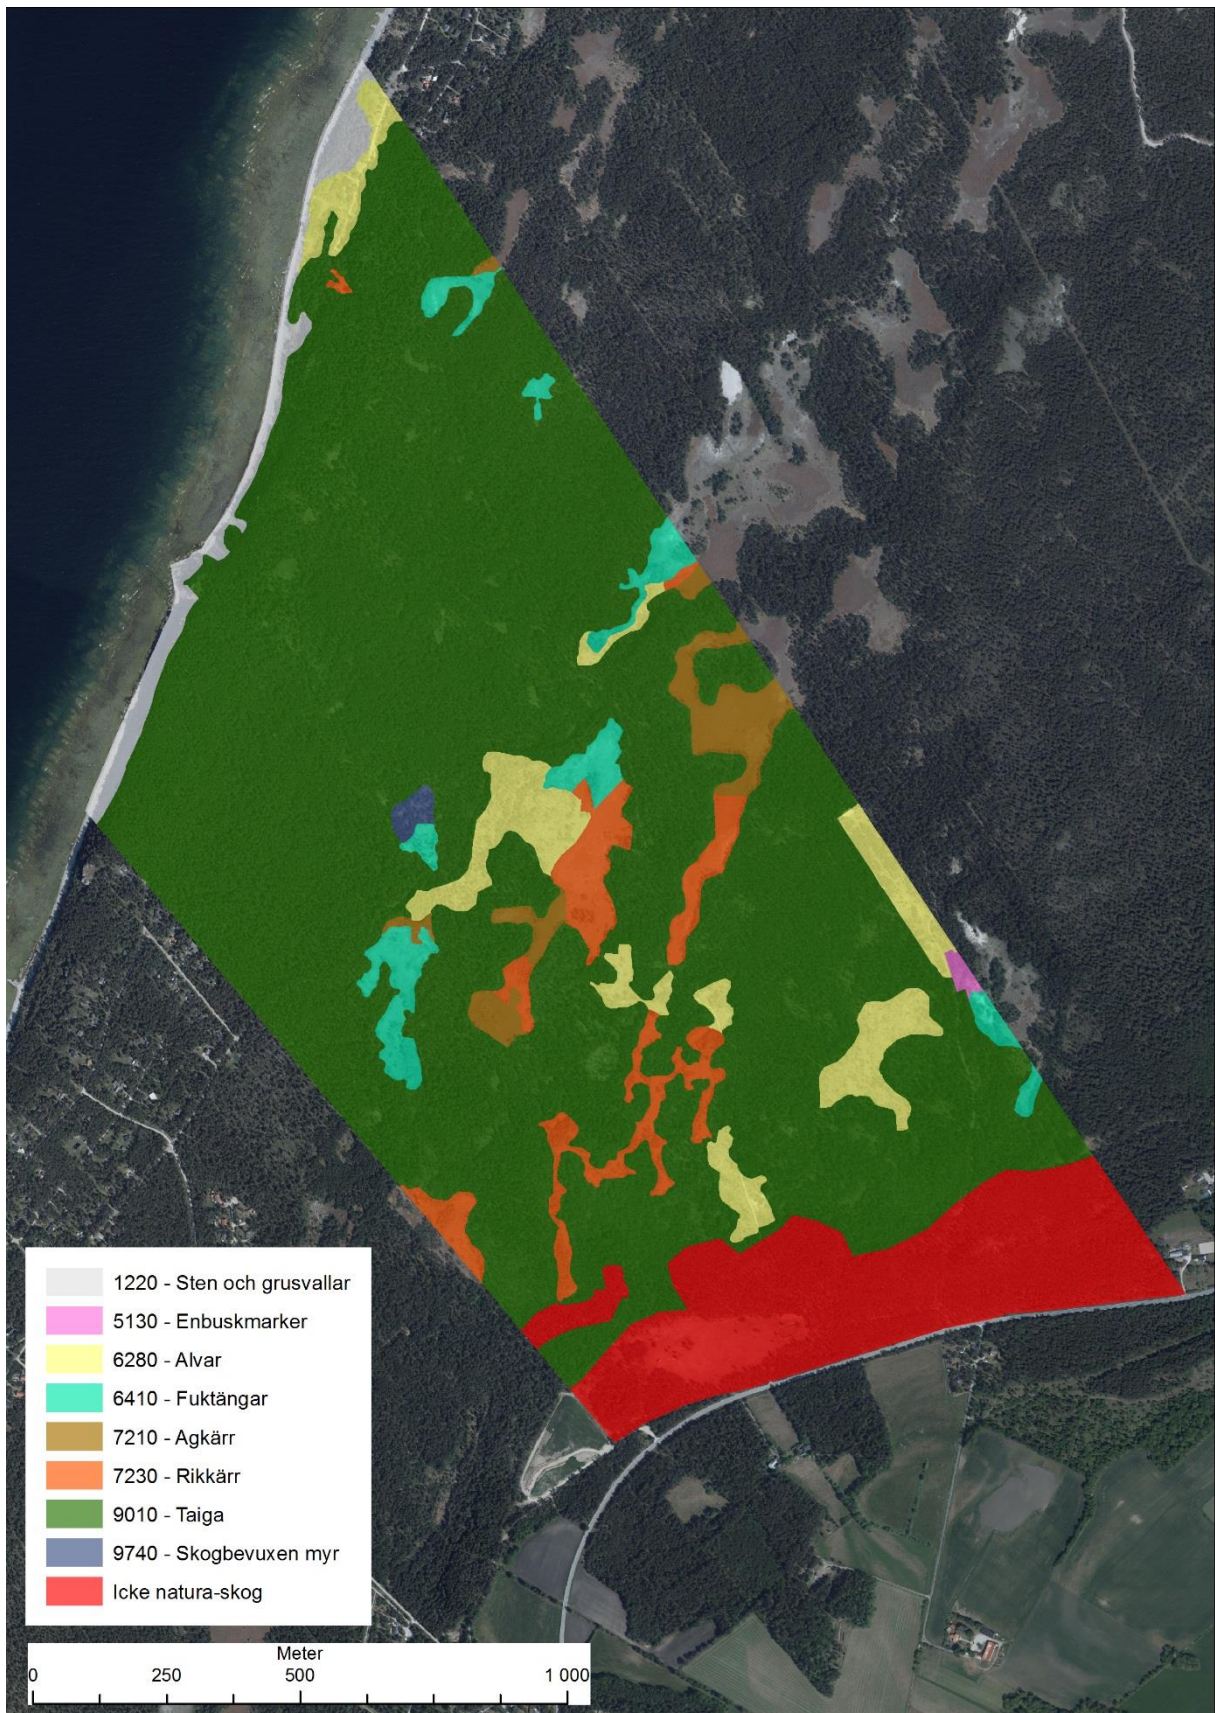 1220 - Sten och grusvallar
5130 - Enbuskmarker
6280 - Alvar
6410 - Fuktängar
7210 - Agkärr
7230 - Rikkärr
9010 - Taiga
9740 - Skogbevuxen myr
Icke natura-skog
Meter
0 250 500 1 000